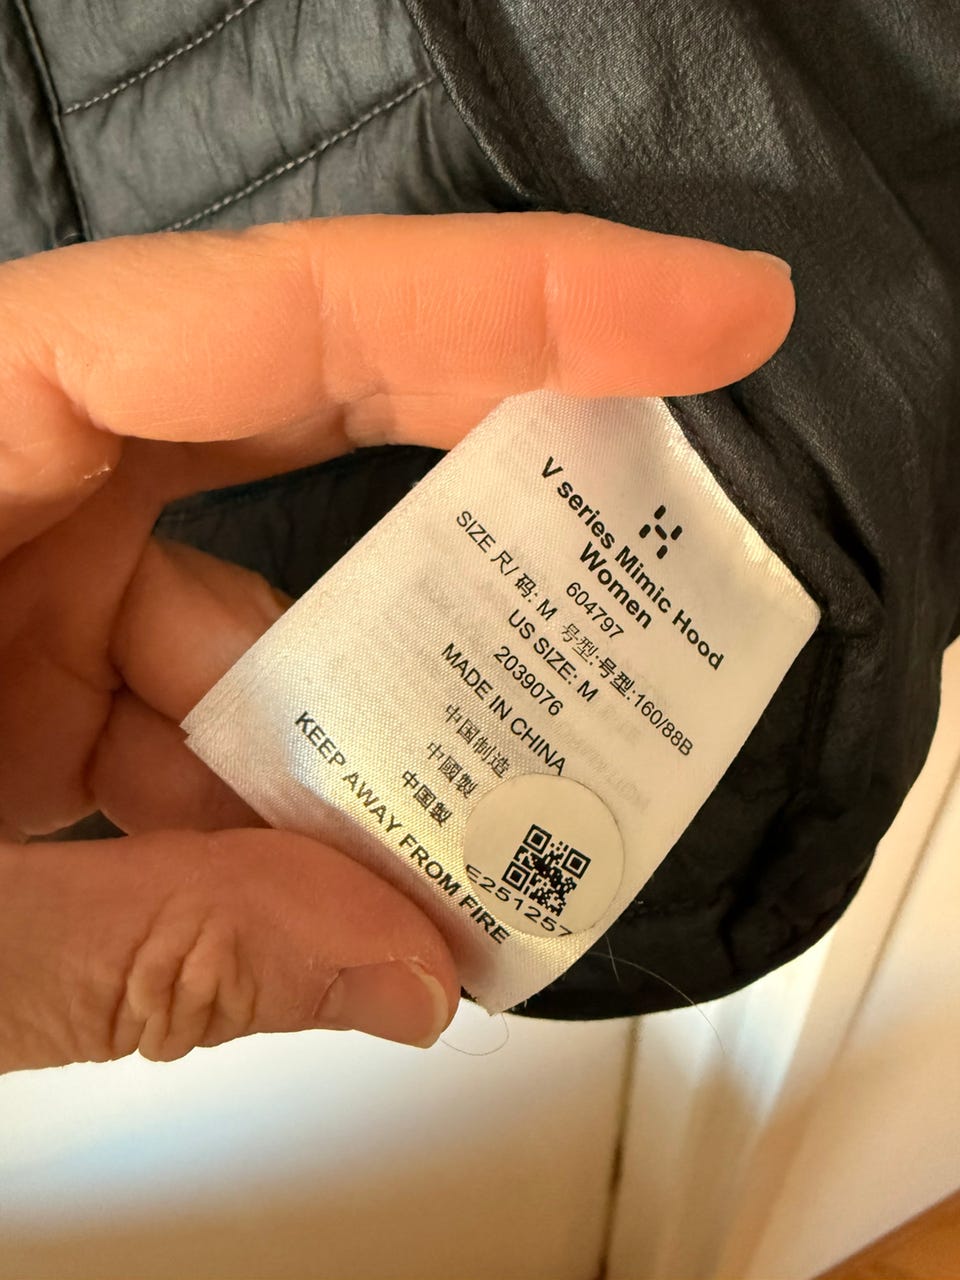 V series Mimic Hood
Women
604797
SIZE 尺/ 码: M 号型:号型:160/88B
US SIZE: M
2039076
MADE IN CHINA
中国制造
中國製
中国製
KEEP AWAY FROM FIRE
E251257